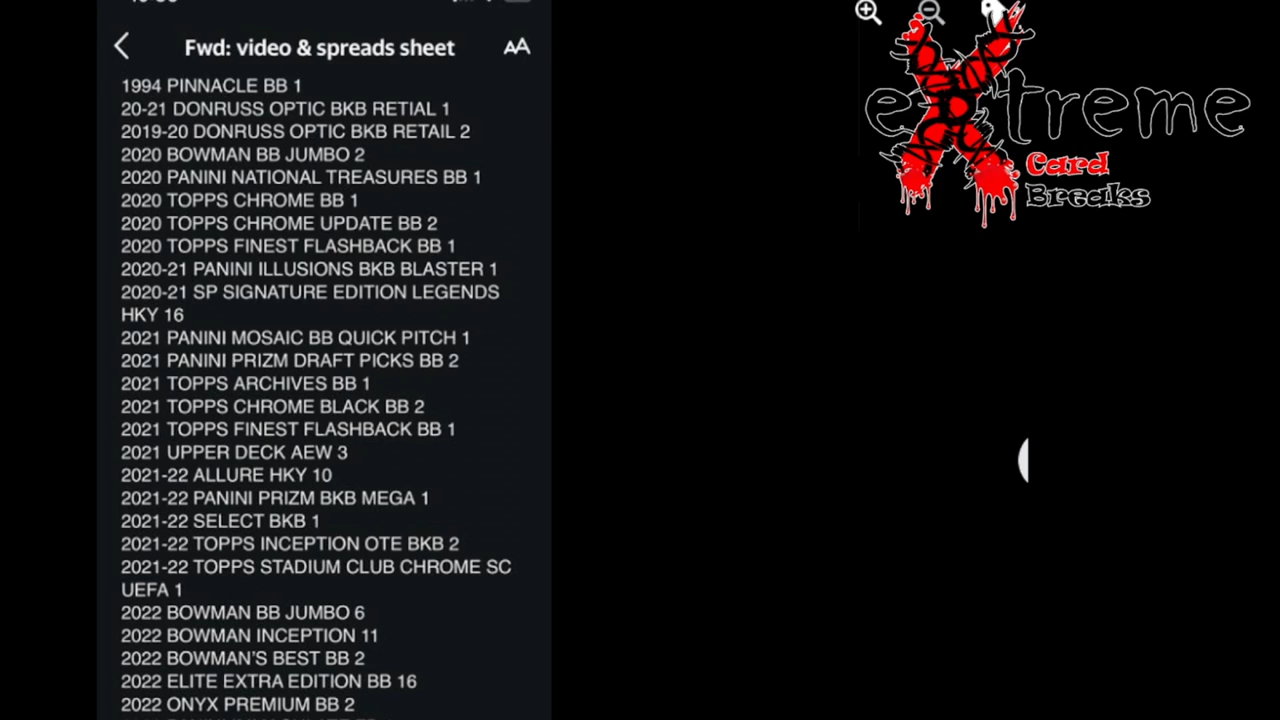 Fwd: video & spreads sheet
AA
1994 PINNACLE BB 1
20-21 DONRUSS OPTIC BKB RETIAL 1
2019-20 DONRUSS OPTIC BKB RETAIL 2
2020 BOWMAN BB JUMBO 2
2020 PANINI NATIONAL TREASURES BB 1
2020 TOPPS CHROME BB 1
2020 TOPPS CHROME UPDATE BB 2
2020 TOPPS FINEST FLASHBACK BB 1
2020-21 PANINI ILLUSIONS BKB BLASTER 1
2020-21 SP SIGNATURE EDITION LEGENDS
HKY 16
2021 PANINI MOSAIC BB QUICK PITCH 1
2021 PANINI PRIZM DRAFT PICKS BB 2
2021 TOPPS ARCHIVES BB 1
2021 TOPPS CHROME BLACK BB 2
2021 TOPPS FINEST FLASHBACK BB 1
2021 UPPER DECK AEW 3
2021-22 ALLURE HKY 10
2021-22 PANINI PRIZM BKB MEGA 1
2021-22 SELECT BKB 1
2021-22 TOPPS INCEPTION OTE BKB 2
2021-22 TOPPS STADIUM CLUB CHROME SC
UEFA 1
2022 BOWMAN BB JUMBO 6
2022 BOWMAN INCEPTION 11
2022 BOWMAN'S BEST BB 2
2022 ELITE EXTRA EDITION BB 16
2022 ONYX PREMIUM BB 2
eXtreme
Card
Breaks